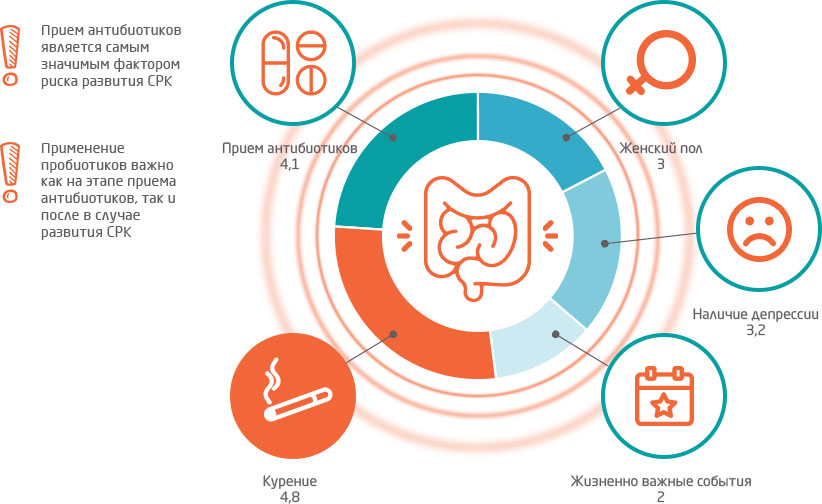 Прием антибиотиков
является самым
значимым фактором
риска развития СРК
Применение
пробиотиков важно
как на этапе приема
антибиотиков, так и
после в случае
развития СРК
Прием антибиотиков
4,1
Женский пол
3
Наличие депрессии
3,2
Курение
4,8
Жизненно важные события
2